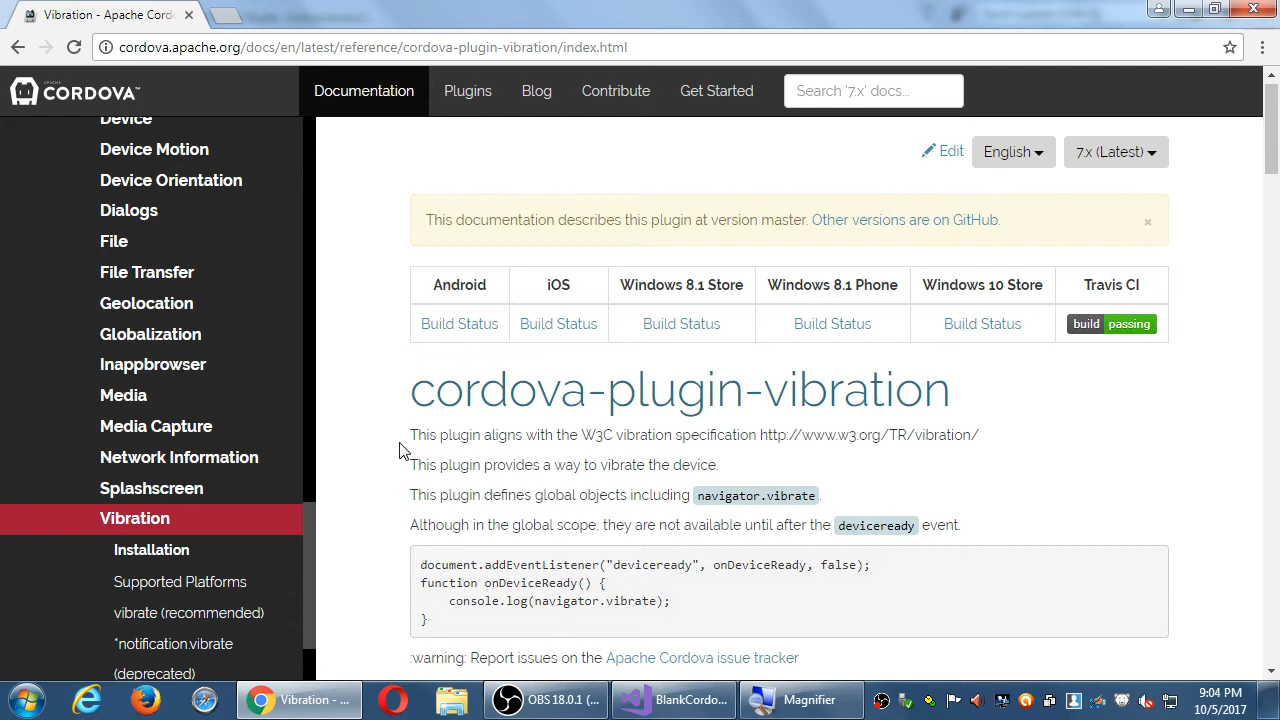 Vibration - Apache Cord
cordova.apache.org/docs/en/latest/reference/cordova-plugin-vibration/index.html
APACHE
CORDOVA™
Documentation
Plugins
Blog
Contribute
Get Started
Search '7.x' docs...
Device
Device Motion
Device Orientation
Dialogs
File
File Transfer
Geolocation
Globalization
Inappbrowser
Media
Media Capture
Network Information
Splashscreen
Vibration
Installation
Supported Platforms
vibrate (recommended)
*notification.vibrate
(deprecated)
Edit
English
7.x (Latest)
This documentation describes this plugin at version master. Other versions are on GitHub.
×
Android iOS Windows 8.1 Store Windows 8.1 Phone Windows 10 Store Travis CI
Build Status Build Status Build Status Build Status Build Status build passing
cordova-plugin-vibration
This plugin aligns with the W3C vibration specification http://www.w3.org/TR/vibration/
This plugin provides a way to vibrate the device.
This plugin defines global objects including navigator.vibrate.
Although in the global scope, they are not available until after the deviceready event.
document.addEventListener("deviceready", onDeviceReady, false);
function onDeviceReady() {
console.log(navigator.vibrate);
}
:warning: Report issues on the Apache Cordova issue tracker
Vibration - ...
OBS 18.0.1 (...
BlankCordo...
Magnifier
9:04 PM
10/5/2017